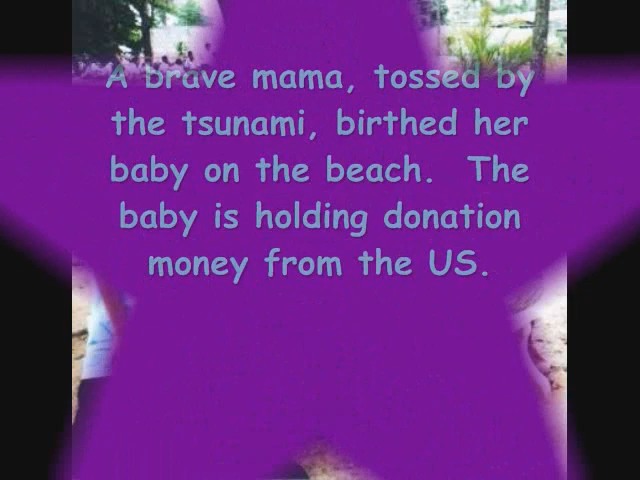 A brave mama, tossed by
the tsunami, birthed her
baby on the beach.  The
baby is holding donation
money from the US.